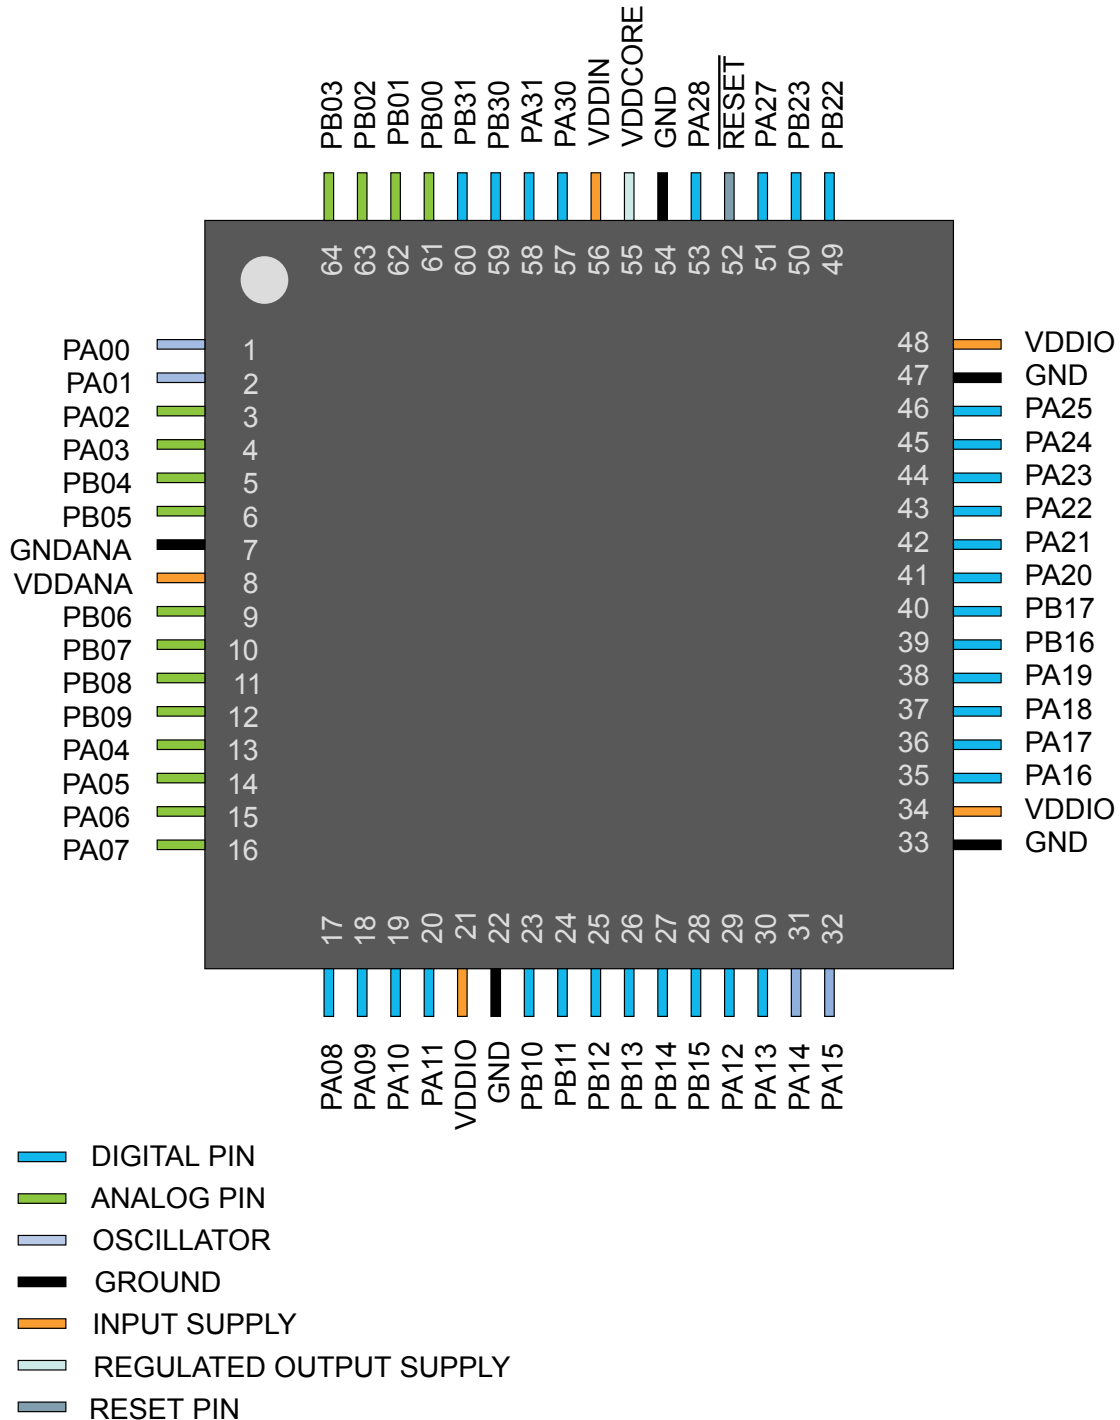 PB03 PB02 PB01 PB00 PB31 PB30 PA31 PA30 VDDIN VDDCORE GND PA28 RESET PA27 PB23 PB22
64 63 62 61 60 59 58 57 56 55 54 53 52 51 50 49
PA00 1 48 VDDIO
PA01 2 47 GND
PA02 3 46 PA25
PA03 4 45 PA24
PB04 5 44 PA23
PB05 6 43 PA22
GNDANA 7 42 PA21
VDDANA 8 41 PA20
PB06 9 40 PB17
PB07 10 39 PB16
PB08 11 38 PA19
PB09 12 37 PA18
PA04 13 36 PA17
PA05 14 35 PA16
PA06 15 34 VDDIO
PA07 16 33 GND
17 18 19 20 21 22 23 24 25 26 27 28 29 30 31 32
PA08 PA09 PA10 PA11 VDDIO GND PB10 PB11 PB12 PB13 PB14 PB15 PA12 PA13 PA14 PA15
DIGITAL PIN
ANALOG PIN
OSCILLATOR
GROUND
INPUT SUPPLY
REGULATED OUTPUT SUPPLY
RESET PIN